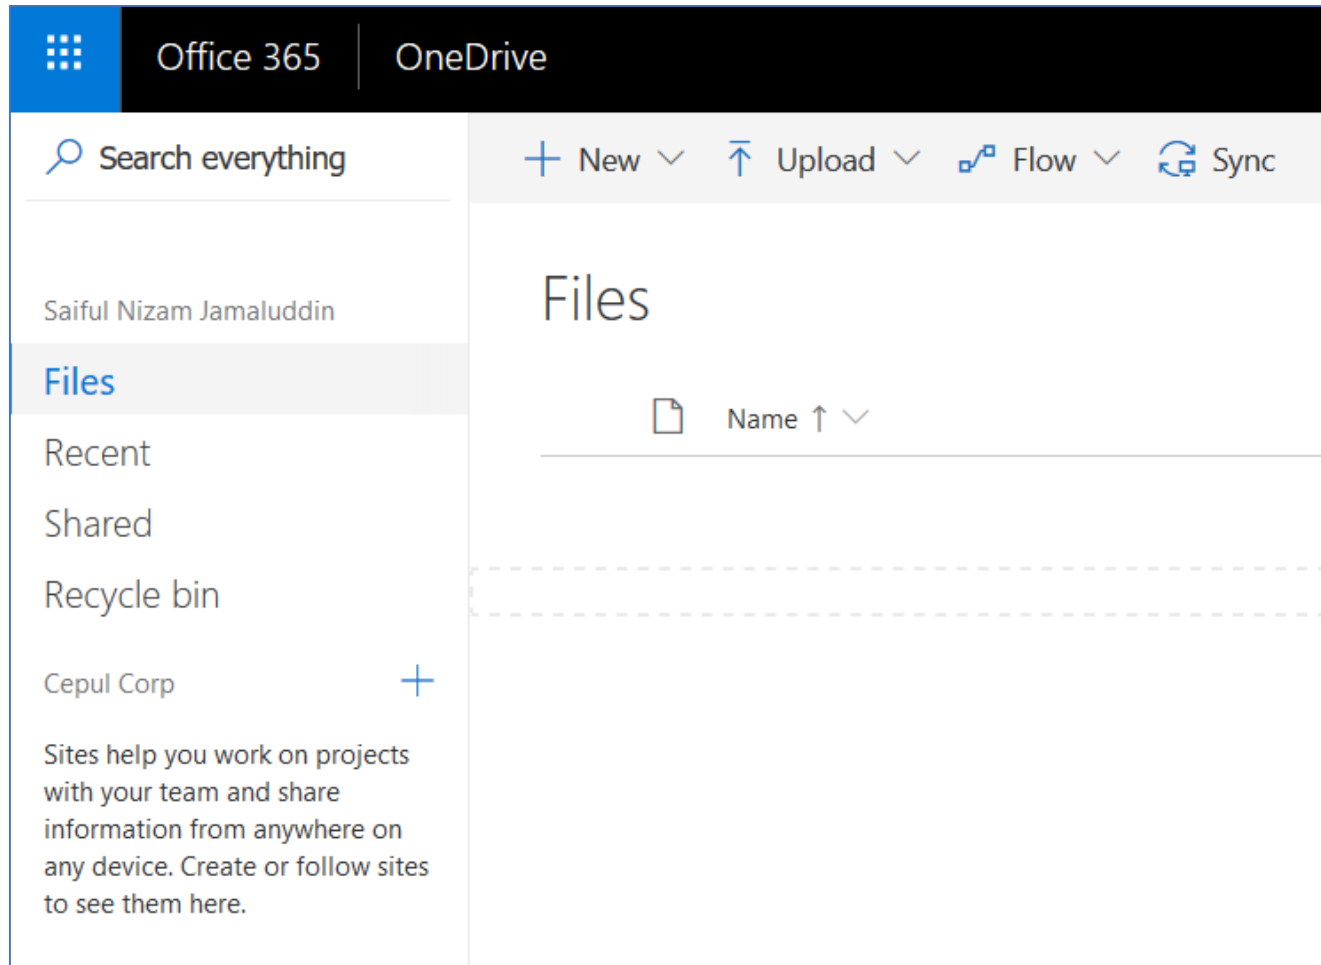 Office 365 OneDrive
Search everything
New Upload Flow Sync
Saiful Nizam Jamaluddin
Files
Recent
Shared
Recycle bin
Cepul Corp
Sites help you work on projects
with your team and share
information from anywhere on
any device. Create or follow sites
to see them here.
Files
Name